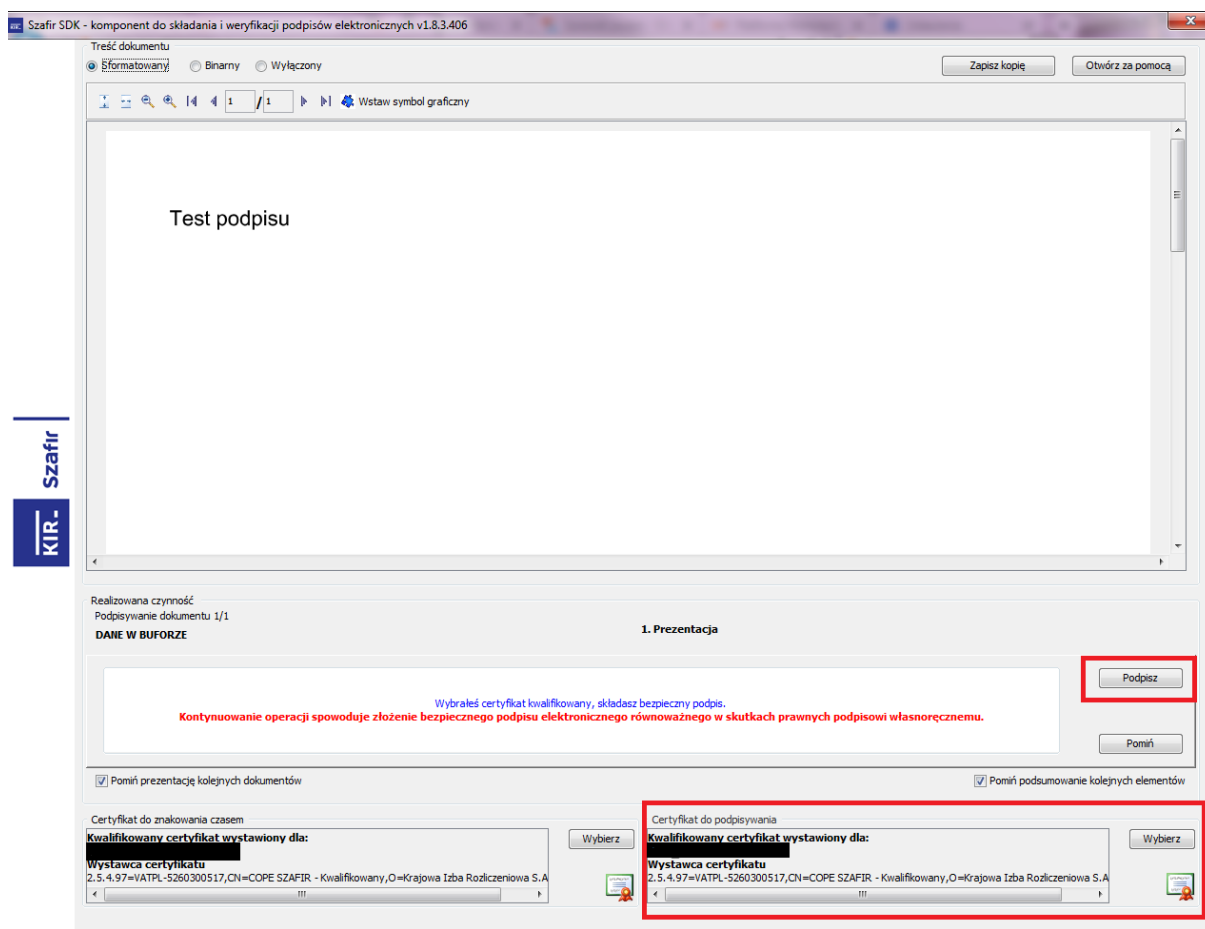 Szafir SDK - komponent do składania i weryfikacji podpisów elektronicznych v1.8.3.406
Treść dokumentu
Sformatowany Binarny Wyłączony Zapisz kopię Otwórz za pomocą
1 / 1 Wstaw symbol graficzny
Test podpisu
KIR. Szafir
Realizowana czynność
Podpisywanie dokumentu 1/1
DANE W BUFORZE
1. Prezentacja
Wybrałeś certyfikat kwalifikowany, składasz bezpieczny podpis.
Kontynuowanie operacji spowoduje złożenie bezpiecznego podpisu elektronicznego równoważnego w skutkach prawnych podpisowi własnoręcznemu.
Podpisz
Pomiń
Pomiń prezentację kolejnych dokumentów Pomiń podsumowanie kolejnych elementów
Certyfikat do znakowania czasem
Kwalifikowany certyfikat wystawiony dla:
Wystawca certyfikatu
2.5.4.97=VATPL-5260300517,CN=COPE SZAFIR - Kwalifikowany,O=Krajowa Izba Rozliczeniowa S.A
Wybierz
Certyfikat do podpisywania
Kwalifikowany certyfikat wystawiony dla:
Wystawca certyfikatu
2.5.4.97=VATPL-5260300517,CN=COPE SZAFIR - Kwalifikowany,O=Krajowa Izba Rozliczeniowa S.A
Wybierz